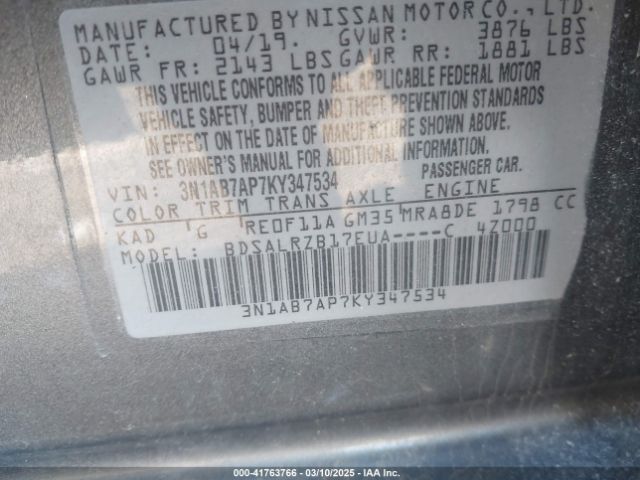 MANUFACTURED BY NISSAN MOTOR CO., LTD.
DATE: 04/19. GVWR: 3876 LBS
GAWR FR: 2143 LBS GAWR RR: 1881 LBS
THIS VEHICLE CONFORMS TO ALL APPLICABLE FEDERAL MOTOR
VEHICLE SAFETY, BUMPER AND THEFT PREVENTION STANDARDS
IN EFFECT ON THE DATE OF MANUFACTURE SHOWN ABOVE.
SEE OWNER'S MANUAL FOR ADDITIONAL INFORMATION.
VIN: 3N1AB7AP7KY347534 PASSENGER CAR.
COLOR TRIM TRANS AXLE ENGINE
KAD G RE0F11A GM35 MRA8DE 1798 CC
BDSALRZB17EUA----C 4Z000
3N1AB7AP7KY347534
000-41763766 - 03/10/2025 - IAA Inc.